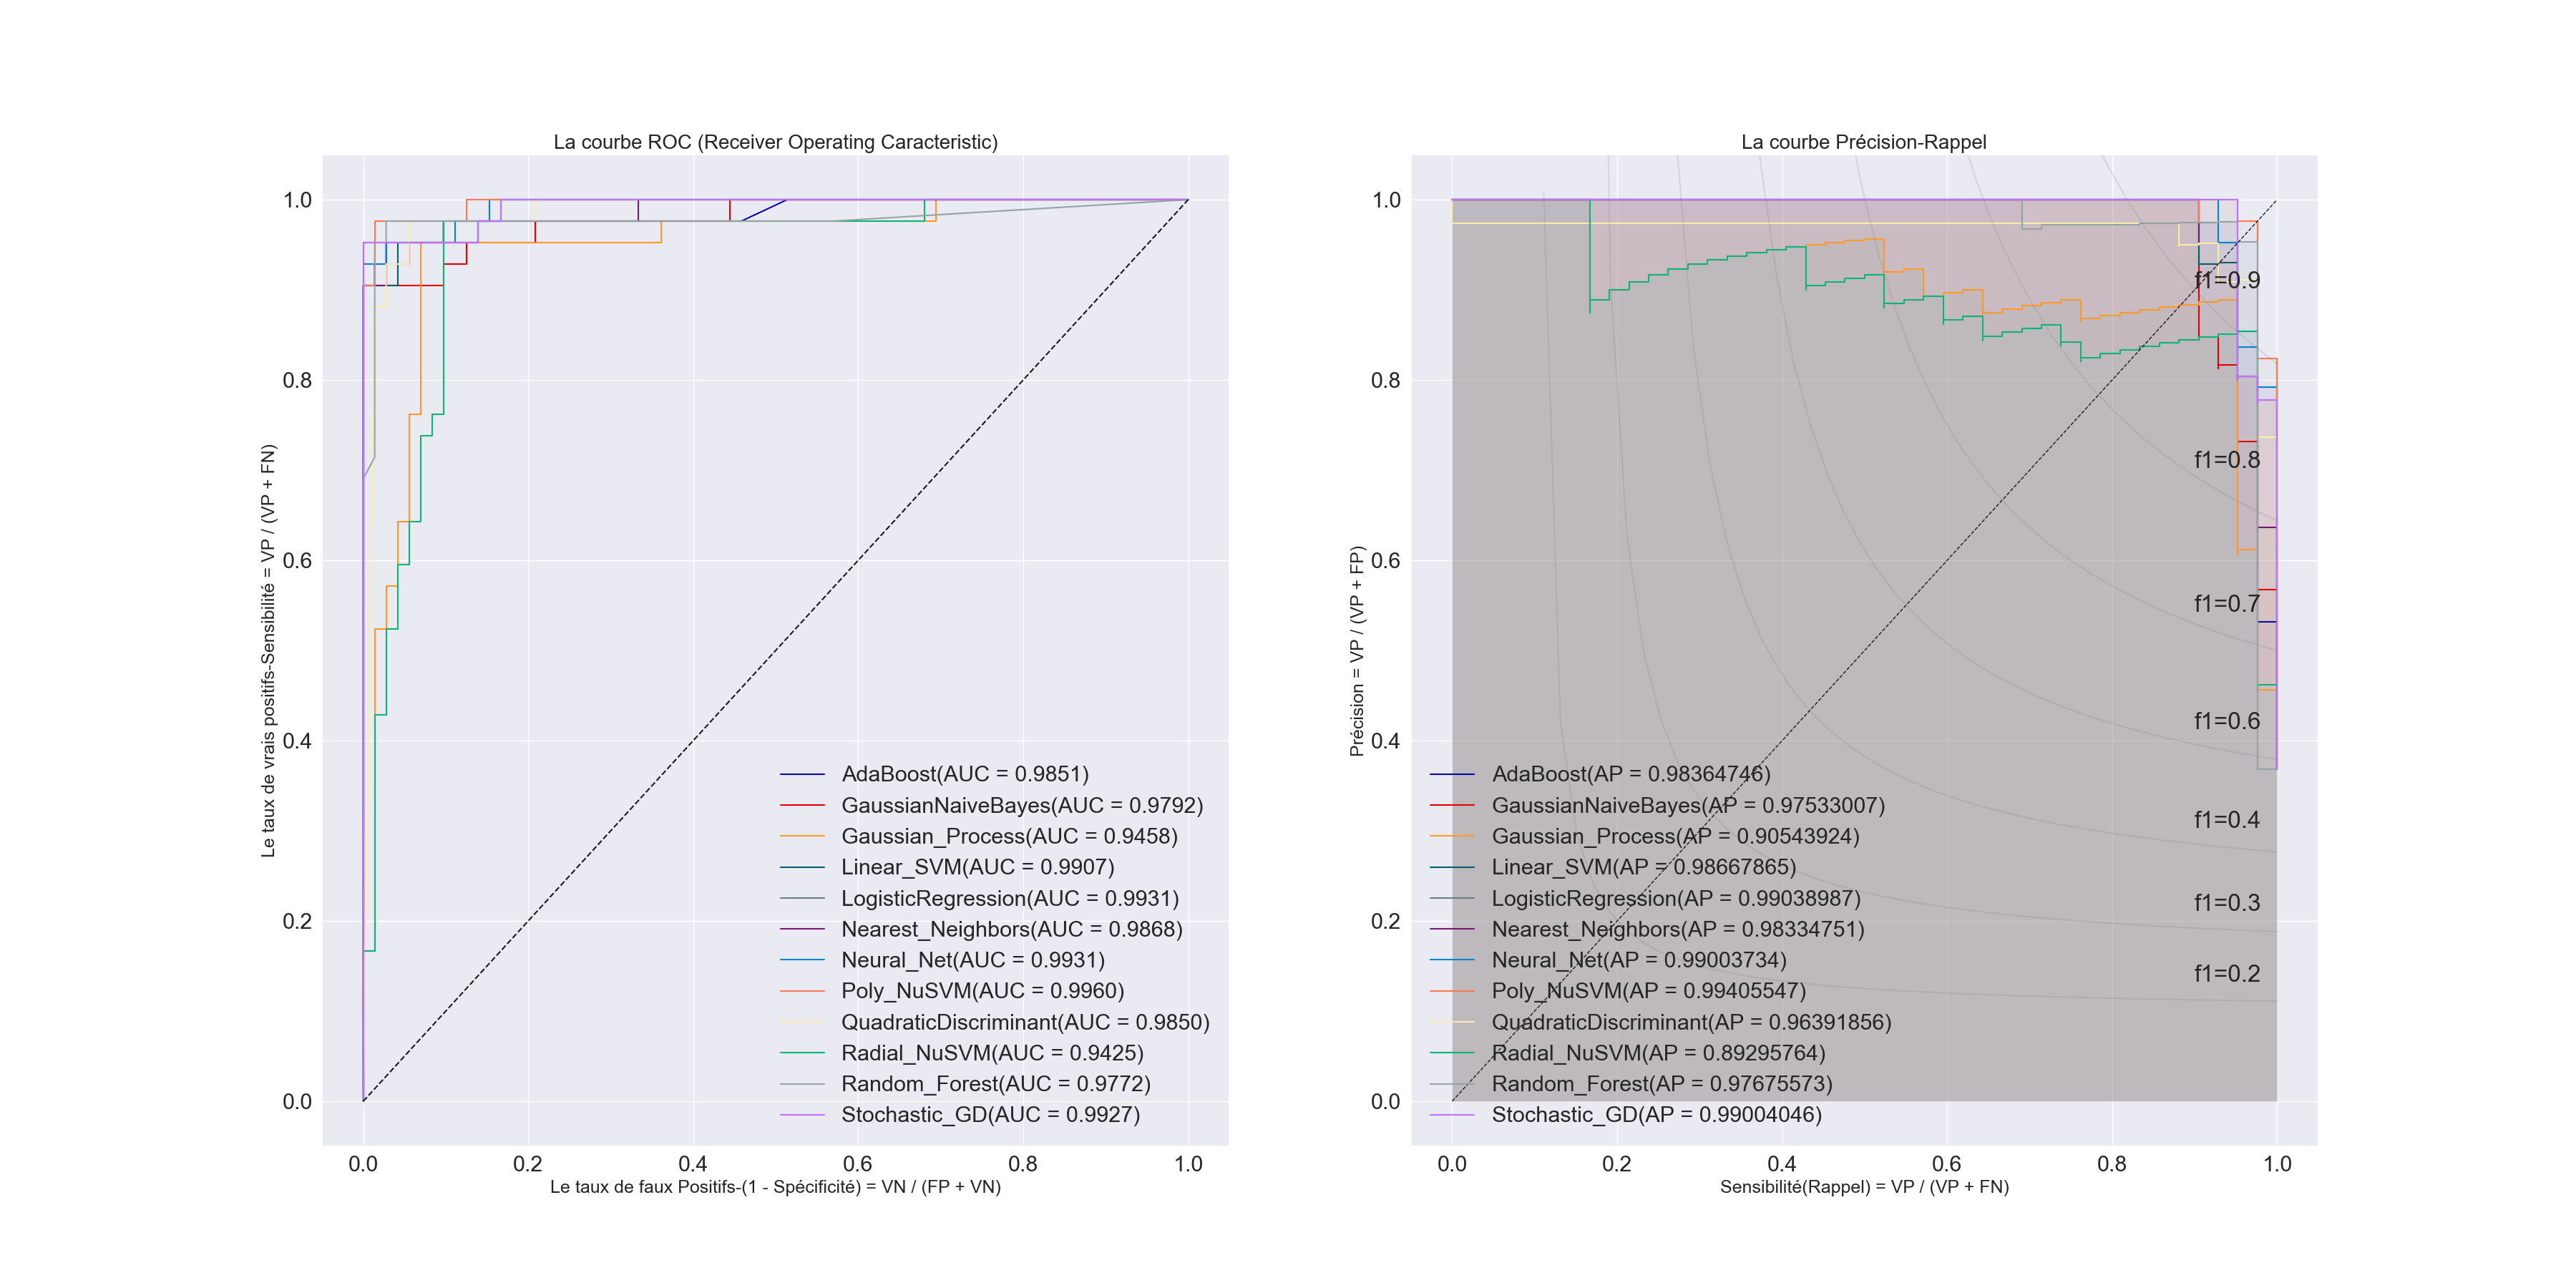 La courbe ROC (Receiver Operating Caracteristic)
1.0
0.8
0.6
0.4
0.2
0.0
Le taux de vrais positifs-Sensibilité = VP / (VP + FN)
AdaBoost(AUC = 0.9851)
GaussianNaiveBayes(AUC = 0.9792)
Gaussian_Process(AUC = 0.9458)
Linear_SVM(AUC = 0.9907)
LogisticRegression(AUC = 0.9931)
Nearest_Neighbors(AUC = 0.9868)
Neural_Net(AUC = 0.9931)
Poly_NuSVM(AUC = 0.9960)
QuadraticDiscriminant(AUC = 0.9850)
Radial_NuSVM(AUC = 0.9425)
Random_Forest(AUC = 0.9772)
Stochastic_GD(AUC = 0.9927)
0.0 0.2 0.4 0.6 0.8 1.0
Le taux de faux Positifs-(1 - Spécificité) = VN / (FP + VN)
La courbe Précision-Rappel
1.0
0.8
0.6
0.4
0.2
0.0
Précision = VP / (VP + FP)
f1=0.9
f1=0.8
f1=0.7
f1=0.6
f1=0.4
f1=0.3
f1=0.2
AdaBoost(AP = 0.98364746)
GaussianNaiveBayes(AP = 0.97533007)
Gaussian_Process(AP = 0.90543924)
Linear_SVM(AP = 0.98667865)
LogisticRegression(AP = 0.99038987)
Nearest_Neighbors(AP = 0.98334751)
Neural_Net(AP = 0.99003734)
Poly_NuSVM(AP = 0.99405547)
QuadraticDiscriminant(AP = 0.96391856)
Radial_NuSVM(AP = 0.89295764)
Random_Forest(AP = 0.97675573)
Stochastic_GD(AP = 0.99004046)
0.0 0.2 0.4 0.6 0.8 1.0
Sensibilité(Rappel) = VP / (VP + FN)